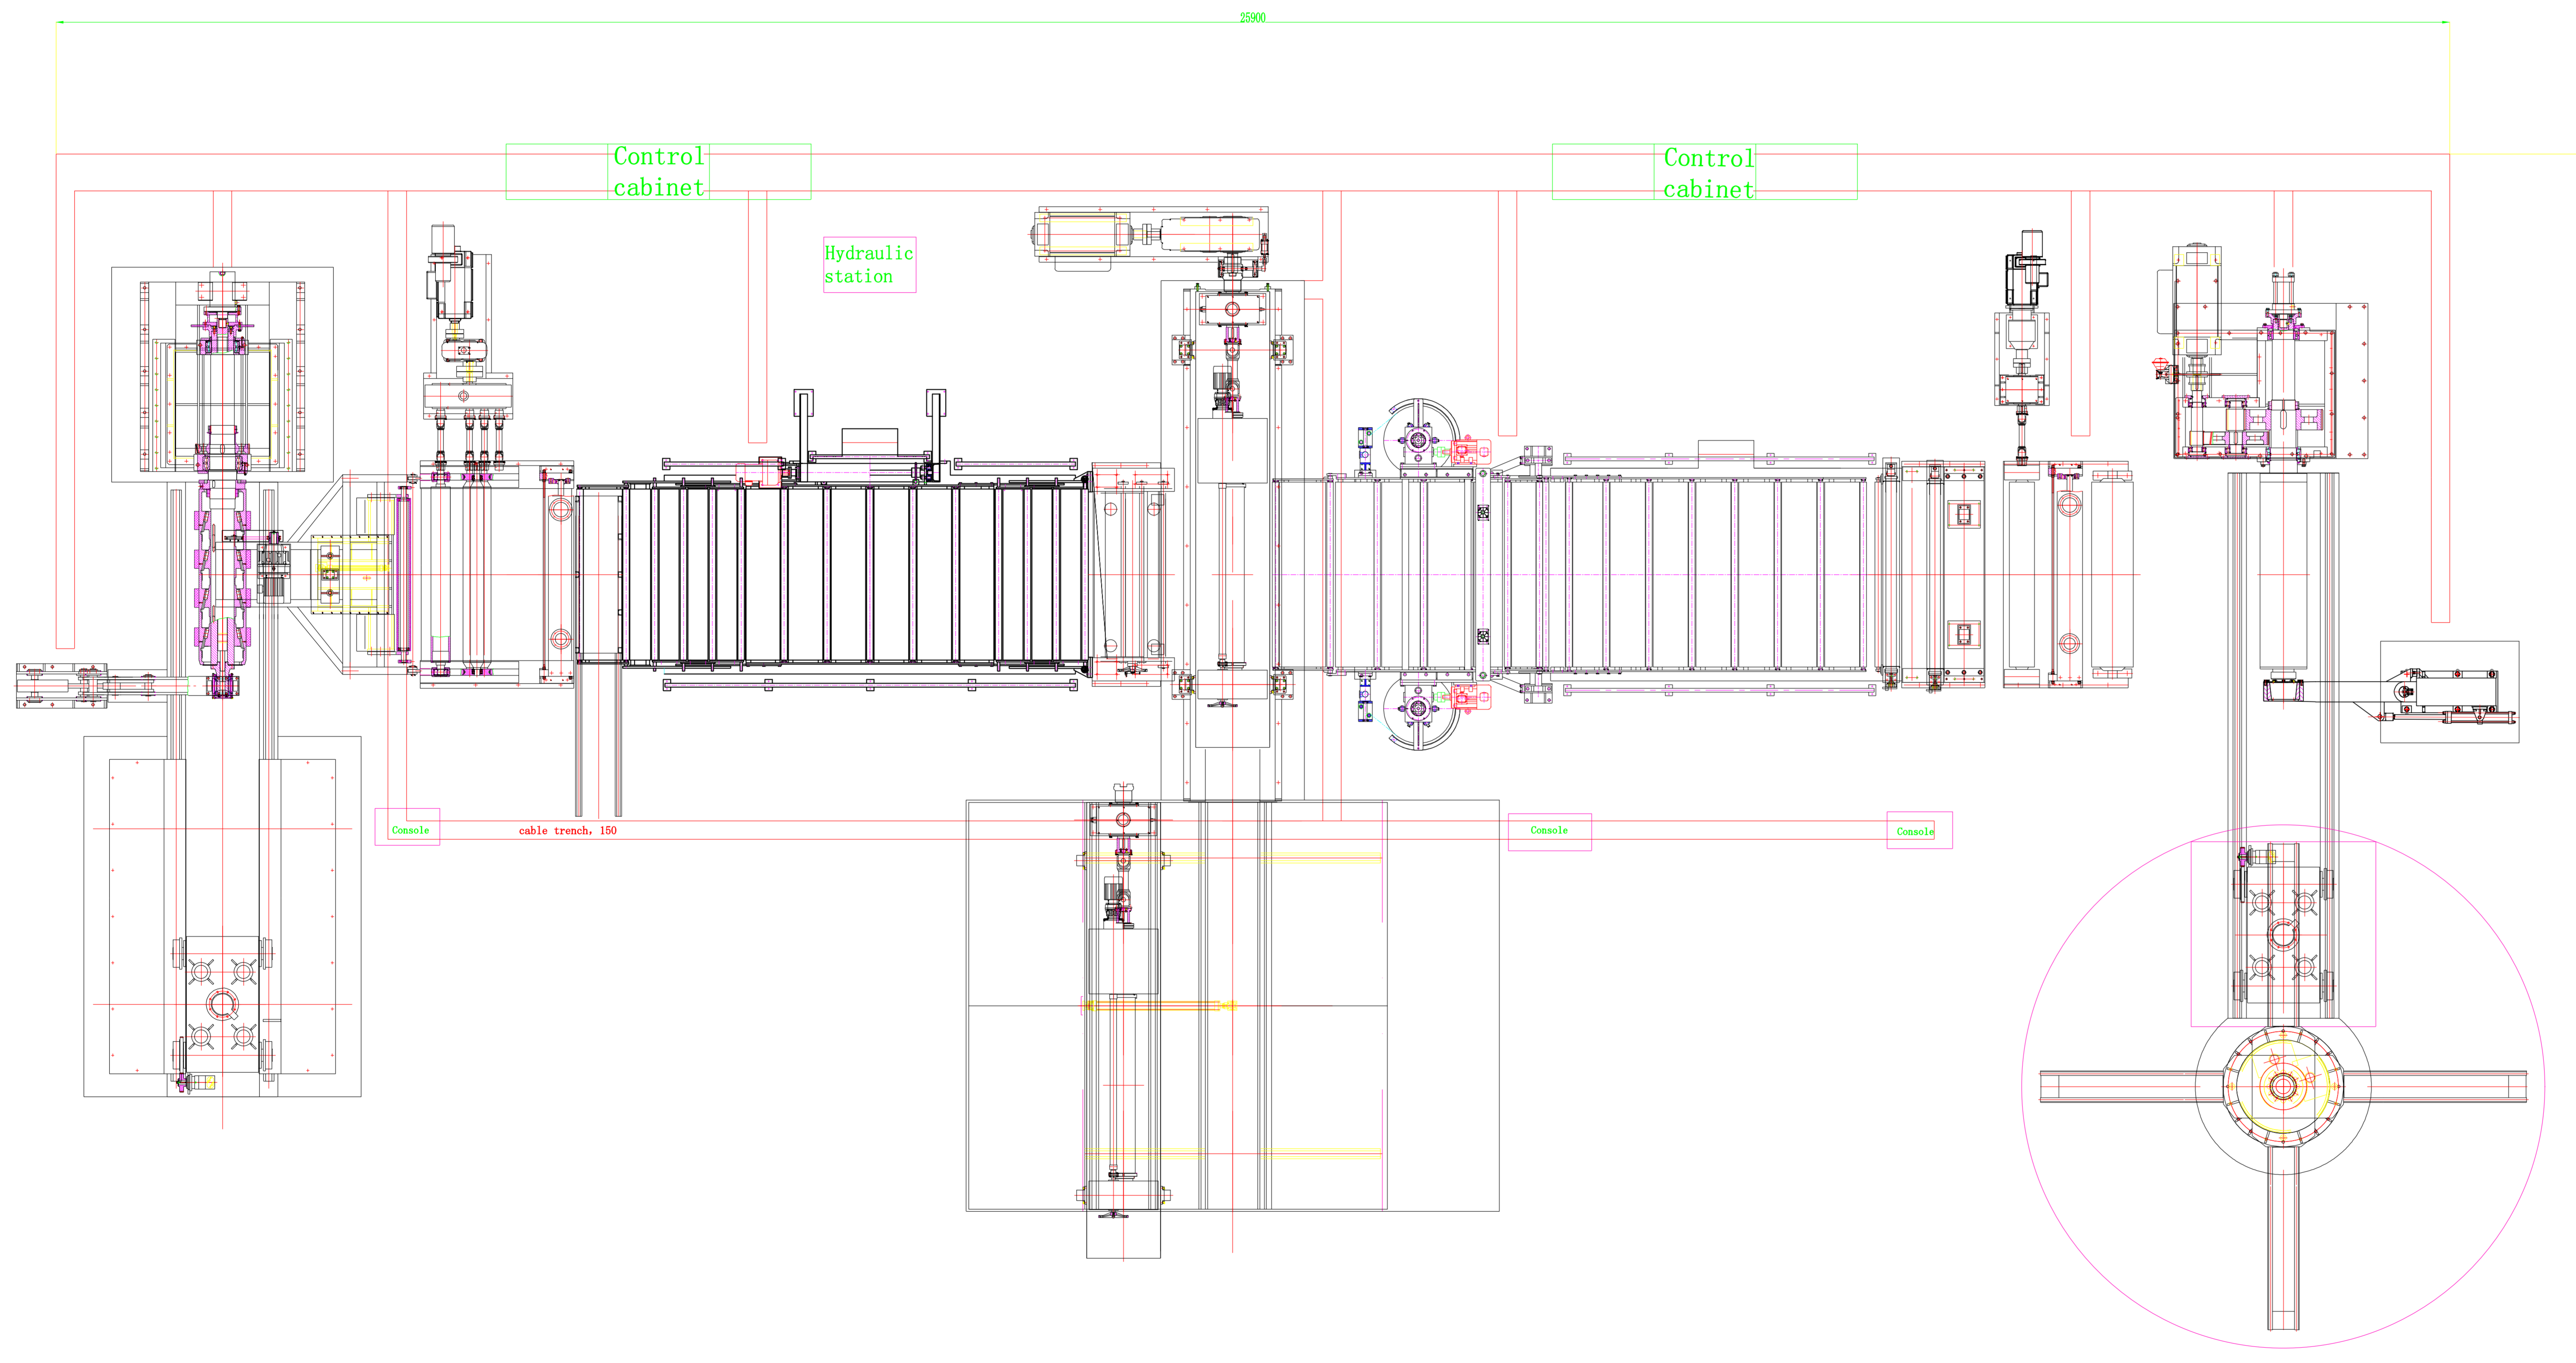 25900
Control
cabinet
Control
cabinet
Hydraulic
station
Console
cable trench, 150
Console
Console